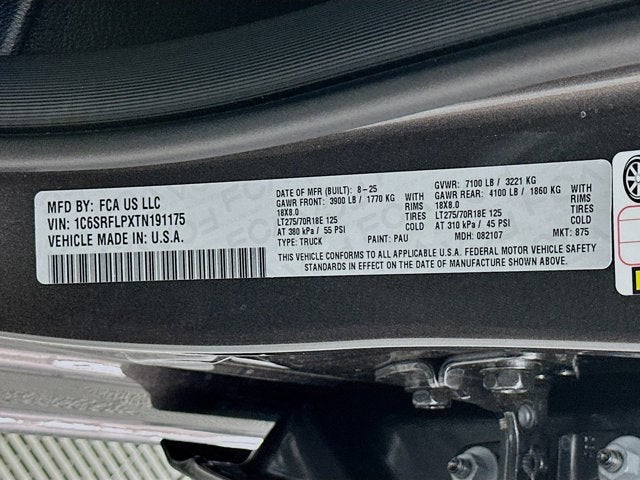 MFD BY: FCA US LLC
VIN: 1C6SRFLPXTN191175
VEHICLE MADE IN: U.S.A.
DATE OF MFR (BUILT): 8-25 GVWR: 7100 LB / 3221 KG
GAWR FRONT: 3900 LB / 1770 KG WITH GAWR REAR: 4100 LB / 1860 KG WITH
18X8.0 RIMS 18X8.0 RIMS
LT275/70R18E 125 TIRES LT275/70R18E 125 TIRES
AT 380 kPa / 55 PSI COLD AT 310 kPa / 45 PSI COLD
TYPE: TRUCK PAINT: PAU MDH: 082107 MKT: 875
THIS VEHICLE CONFORMS TO ALL APPLICABLE U.S.A. FEDERAL MOTOR VEHICLE SAFETY
STANDARDS IN EFFECT ON THE DATE OF MANUFACTURE SHOWN ABOVE.